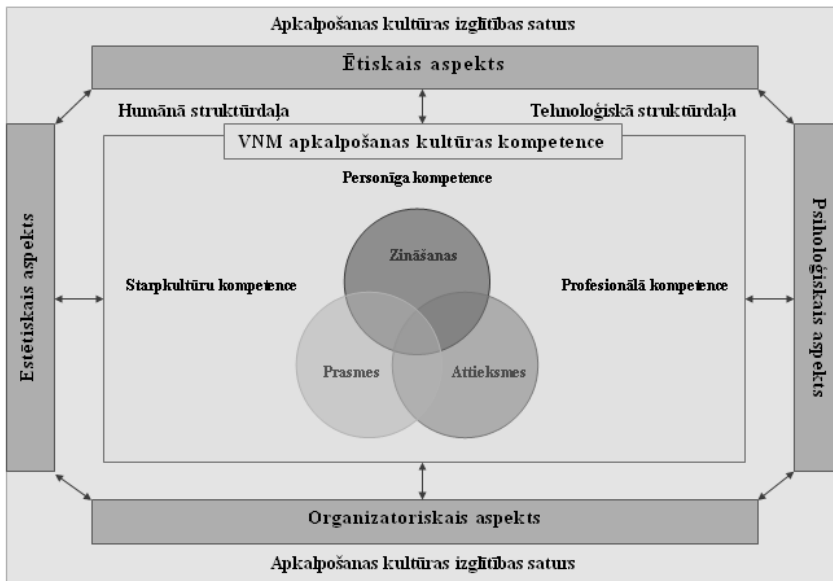 Apkalpošanas kultūras izglītības saturs
Ētiskais aspekts
Humānā struktūrdaļa
Tehnoloģiskā struktūrdaļa
VNM apkalpošanas kultūras kompetence
Personīga kompetence
Estētiskais aspekts
Psiholoģiskais aspekts
Zināšanas
Starpkultūru kompetence
Profesionālā kompetence
Prasmes
Attieksmes
Organizatoriskais aspekts
Apkalpošanas kultūras izglītības saturs